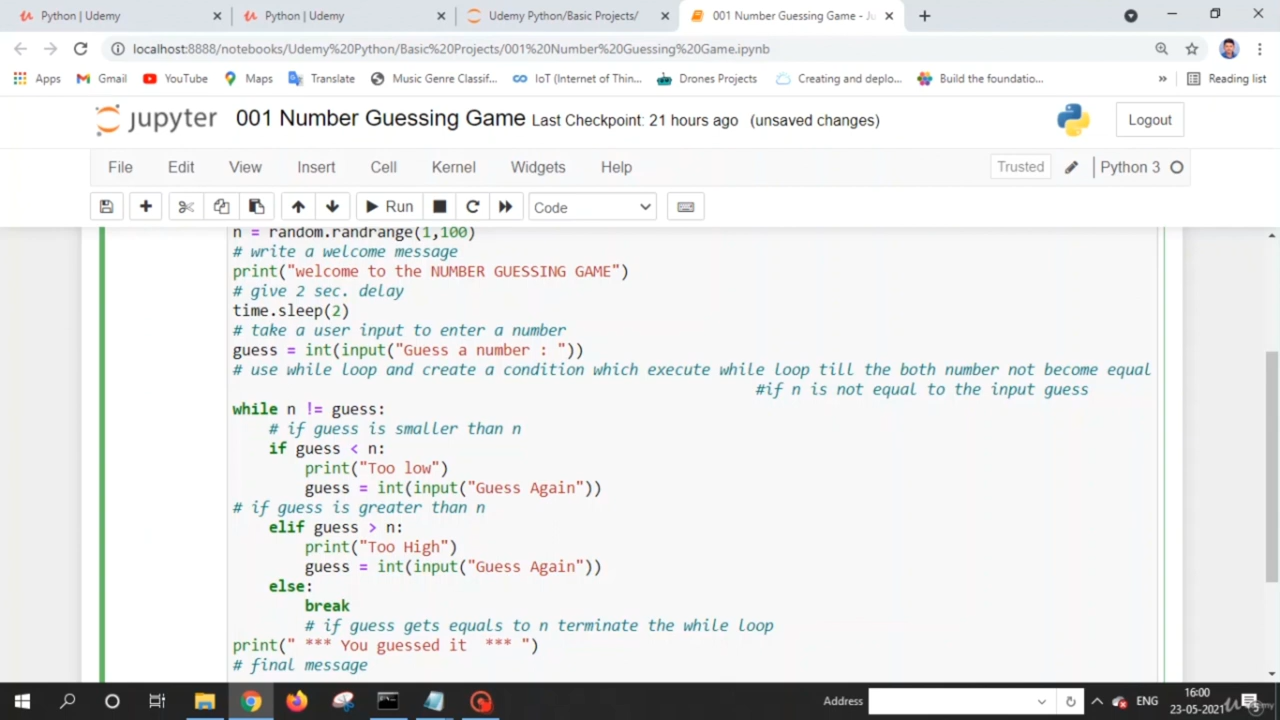 Python | Udemy
Python | Udemy
Udemy Python/Basic Projects/
001 Number Guessing Game - Ju
localhost:8888/notebooks/Udemy%20Python/Basic%20Projects/001%20Number%20Guessing%20Game.ipynb
Apps Gmail YouTube Maps Translate Music Genre Classif... IoT (Internet of Thin... Drones Projects Creating and deplo... Build the foundatio... » Reading list
jupyter 001 Number Guessing Game Last Checkpoint: 21 hours ago (unsaved changes) Logout
File Edit View Insert Cell Kernel Widgets Help Trusted Python 3
Run Code
n = random.randrange(1,100)
# write a welcome message
print("welcome to the NUMBER GUESSING GAME")
# give 2 sec. delay
time.sleep(2)
# take a user input to enter a number
guess = int(input("Guess a number : "))
# use while loop and create a condition which execute while loop till the both number not become equal
#if n is not equal to the input guess
while n != guess:
# if guess is smaller than n
if guess < n:
print("Too low")
guess = int(input("Guess Again"))
# if guess is greater than n
elif guess > n:
print("Too High")
guess = int(input("Guess Again"))
else:
break
# if guess gets equals to n terminate the while loop
print(" *** You guessed it  *** ")
# final message
Address ENG 16:00
23-05-2021